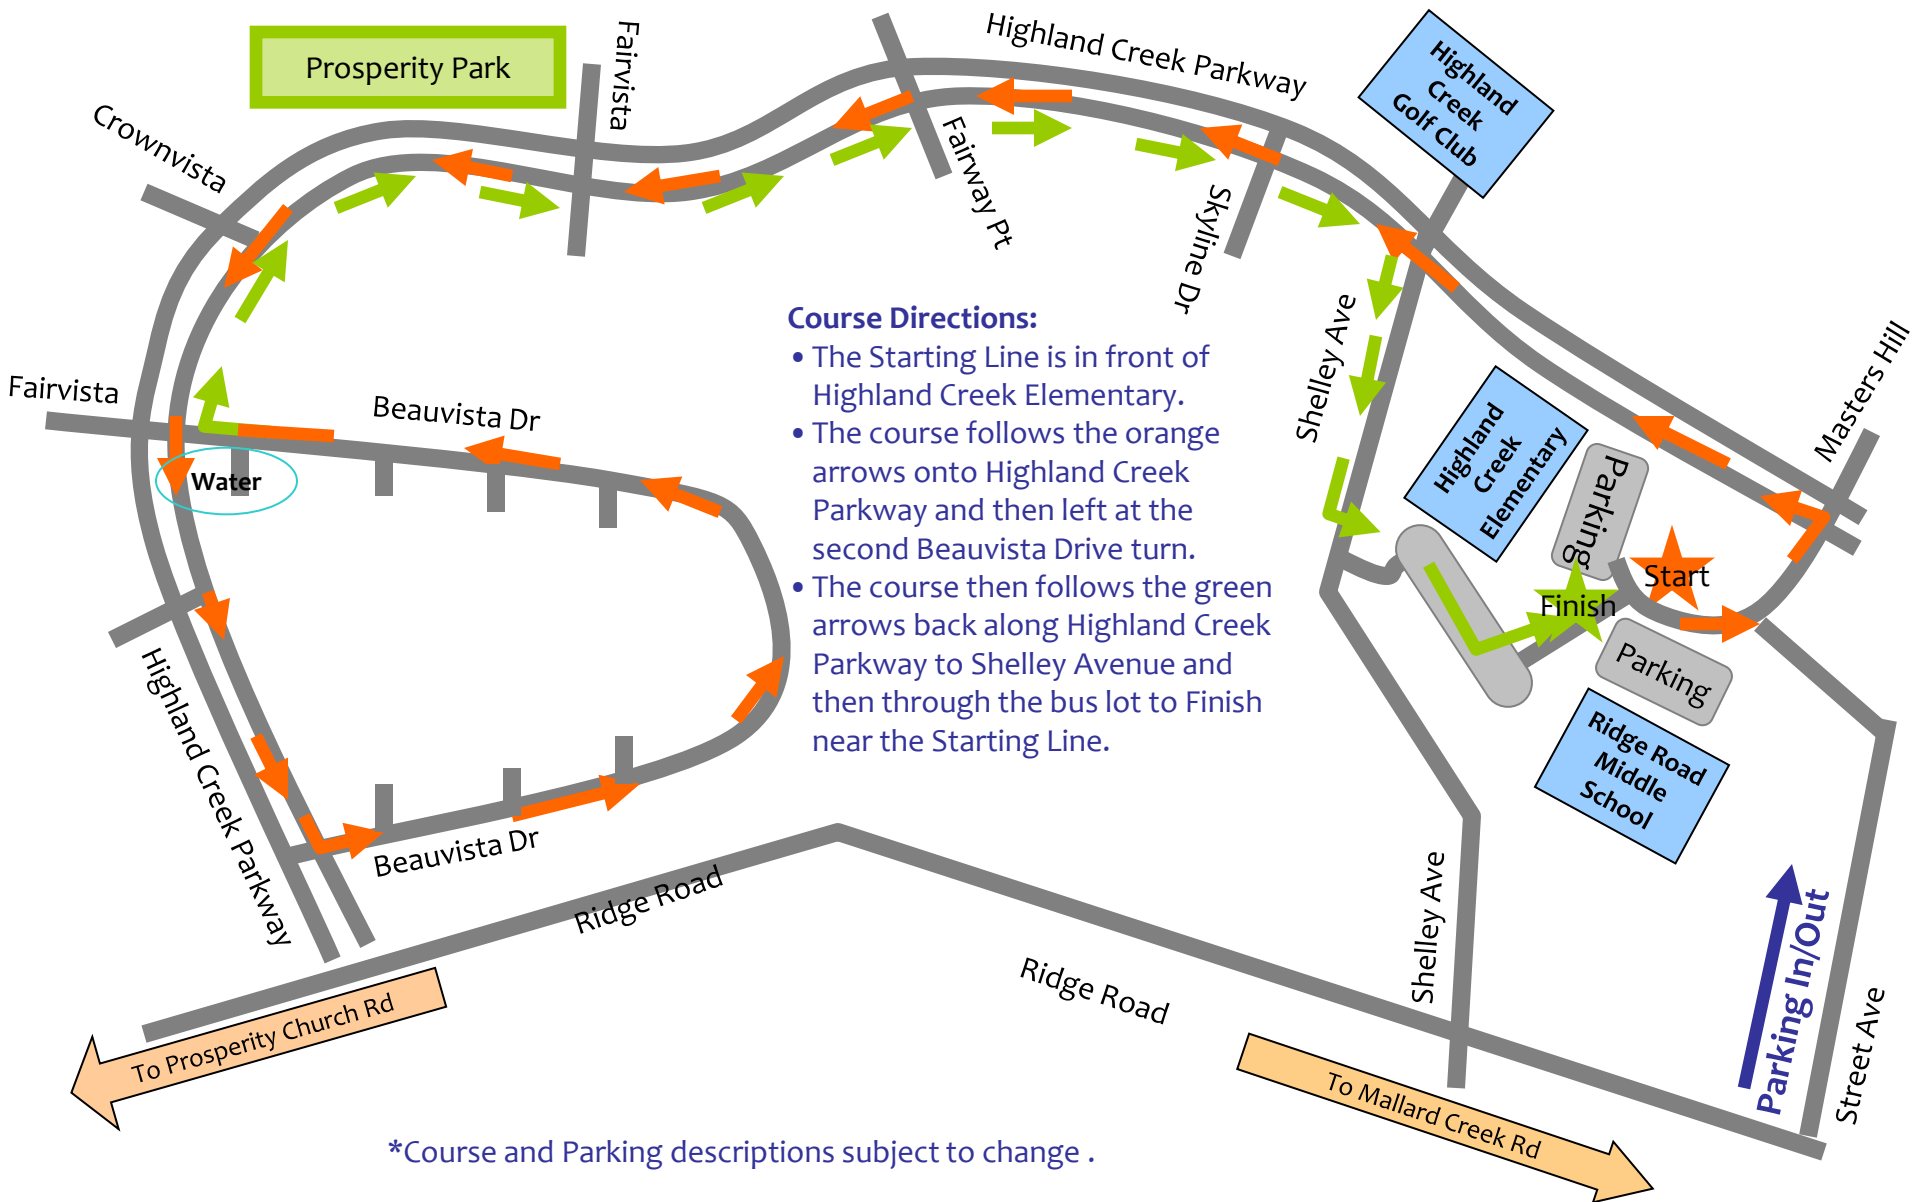 Prosperity Park
Fairvista
Highland Creek Parkway
Highland
Creek
Golf Club
Crownvista
Fairway Pt
Skyline Dr
Shelley Ave
Masters Hill
Fairvista
Beauvista Dr
Water
Course Directions:
• The Starting Line is in front of
Highland Creek Elementary.
• The course follows the orange
arrows onto Highland Creek
Parkway and then left at the
second Beauvista Drive turn.
• The course then follows the green
arrows back along Highland Creek
Parkway to Shelley Avenue and
then through the bus lot to Finish
near the Starting Line.
Highland
Creek
Elementary
Parking
Start
Finish
Parking
Ridge Road
Middle
School
Highland Creek Parkway
Beauvista Dr
Ridge Road
Ridge Road
Shelley Ave
Parking In/Out
Street Ave
To Prosperity Church Rd
To Mallard Creek Rd
*Course and Parking descriptions subject to change .